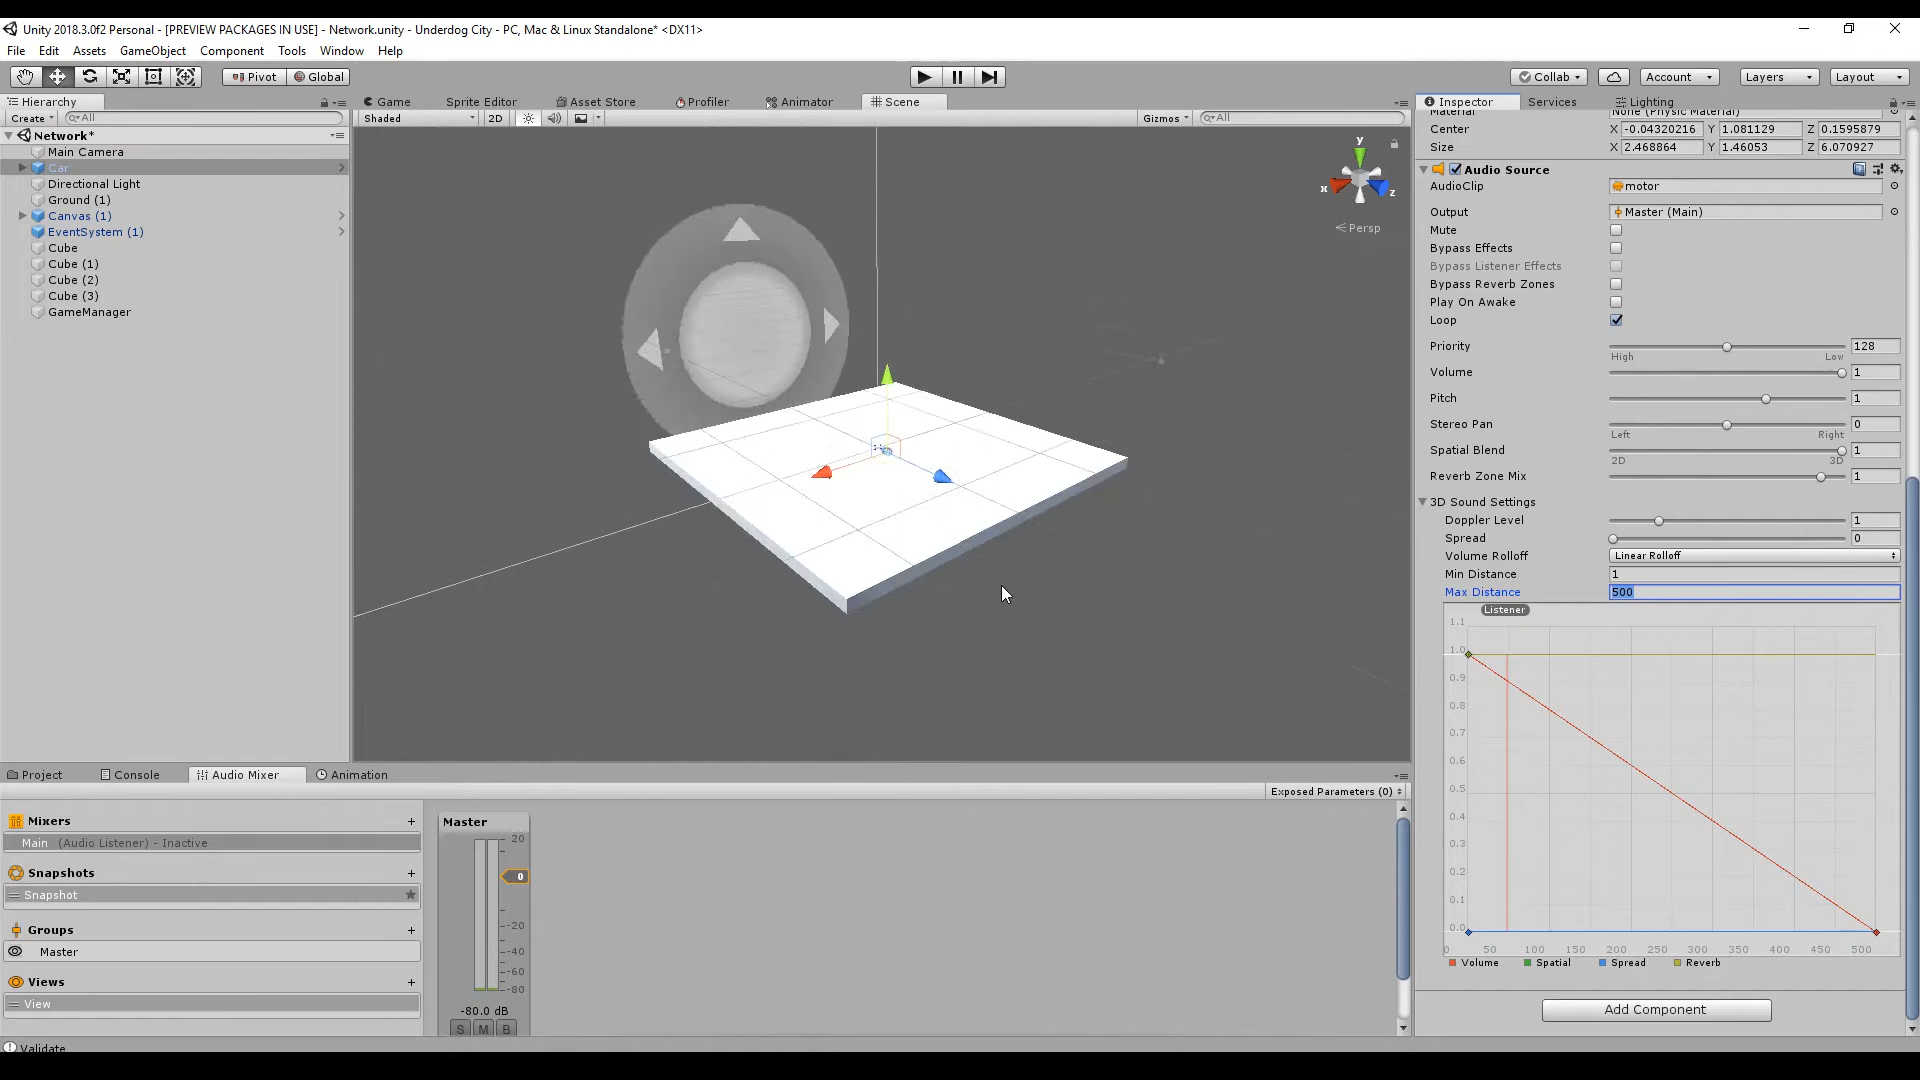 Unity 2018.3.0f2 Personal - [PREVIEW PACKAGES IN USE] - Network.unity - Underdog City - PC, Mac & Linux Standalone* <DX11>
File Edit Assets GameObject Component Tools Window Help
Pivot Global Collab Account Layers Layout
Hierarchy
Create All
Network*
Main Camera
Car
Directional Light
Ground (1)
Canvas (1)
EventSystem (1)
Cube
Cube (1)
Cube (2)
Cube (3)
GameManager
Game Sprite Editor Asset Store Profiler Animator Scene
Shaded 2D Gizmos All
y
x z
Persp
Inspector Services Lighting
Material None (Physic Material)
Center X -0.04320216 Y 1.081129 Z 0.1595879
Size X 2.468864 Y 1.46053 Z 6.070927
Audio Source
AudioClip motor
Output Master (Main)
Mute
Bypass Effects
Bypass Listener Effects
Bypass Reverb Zones
Play On Awake
Loop
Priority 128
High Low
Volume 1
Pitch 1
Stereo Pan 0
Left Right
Spatial Blend 1
2D 3D
Reverb Zone Mix 1
3D Sound Settings
Doppler Level 1
Spread 0
Volume Rolloff Linear Rolloff
Min Distance 1
Max Distance 500
Listener
1.1
1.0
0.9
0.8
0.7
0.6
0.5
0.4
0.3
0.2
0.1
0.0
0 50 100 150 200 250 300 350 400 450 500
Volume Spatial Spread Reverb
Add Component
Project Console Audio Mixer Animation
Exposed Parameters (0)
Mixers +
Main (Audio Listener) - Inactive
Snapshots +
Snapshot
Groups +
Master
Views +
View
Master
20
0
-20
-40
-60
-80
-80.0 dB
S M B
Validate